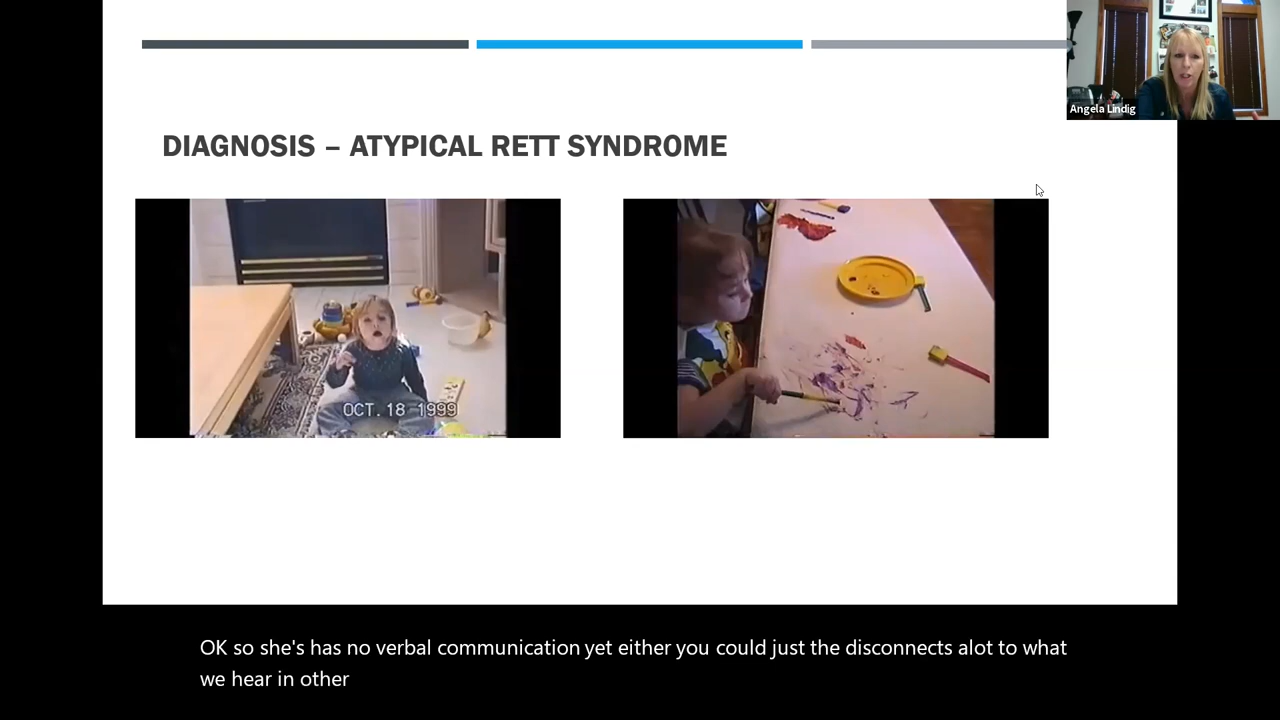 Angela Lindig
DIAGNOSIS – ATYPICAL RETT SYNDROME
OCT. 18 1999
OK so she's has no verbal communication yet either you could just the disconnects alot to what
we hear in other